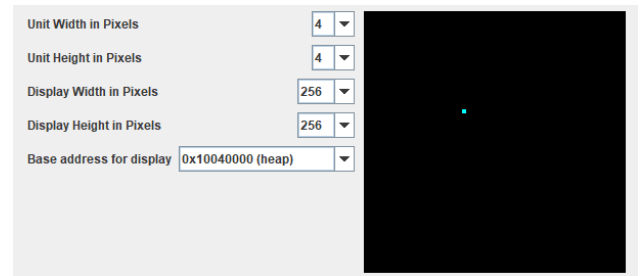 Unit Width in Pixels 4
Unit Height in Pixels 4
Display Width in Pixels 256
Display Height in Pixels 256
Base address for display 0x10040000 (heap)